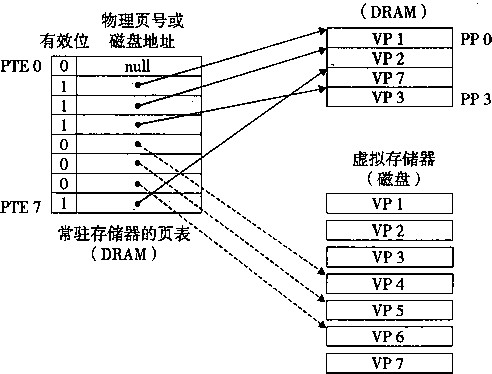 物理页号或
有效位 磁盘地址
PTE 0 0 null
1
1
1
0
0
0
PTE 7 1
常驻存储器的页表
(DRAM)
(DRAM)
VP 1 PP 0
VP 2
VP 7
VP 3 PP 3
虚拟存储器
(磁盘)
VP 1
VP 2
VP 3
VP 4
VP 5
VP 6
VP 7